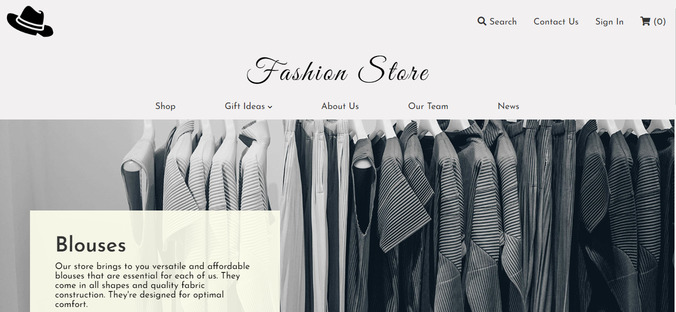 Search Contact Us Sign In (0)
Fashion Store
Shop Gift Ideas About Us Our Team News
Blouses
Our store brings to you versatile and affordable
blouses that are essential for each of us. They
come in all shapes and quality fabric
construction. They're designed for optimal
comfort.